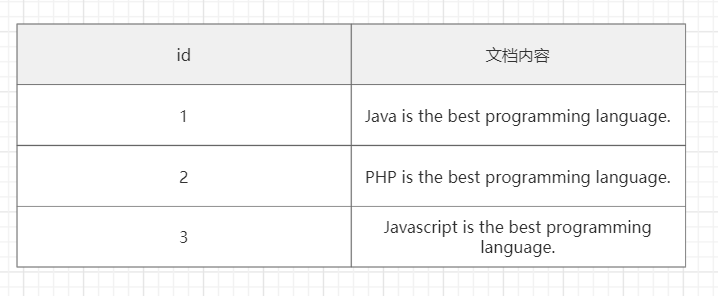 id
文档内容
1
Java is the best programming language.
2
PHP is the best programming language.
3
Javascript is the best programming
language.